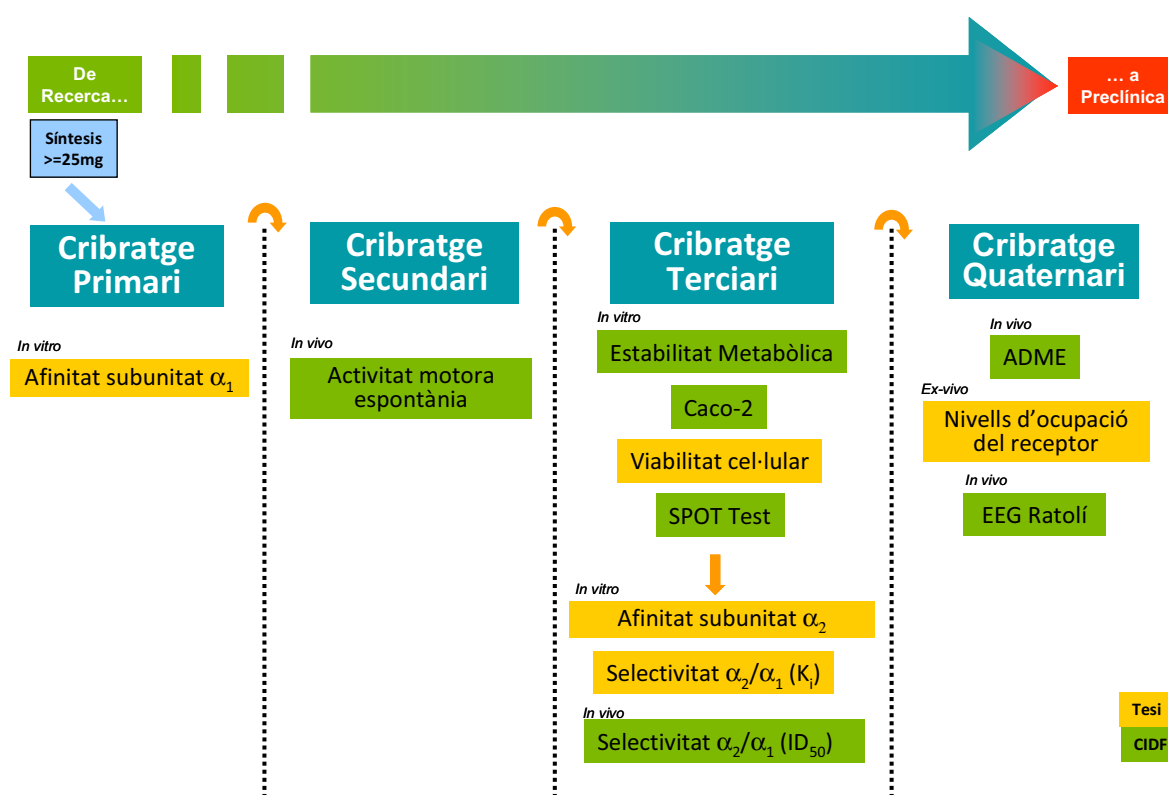 De
Recerca…
… a
Preclínica
Síntesis
>=25mg
Cribratge
Primari
Cribratge
Secundari
Cribratge
Terciari
Cribratge
Quaternari
In vitro
Afinitat subunitat α1
In vivo
Activitat motora
espontània
In vitro
Estabilitat Metabòlica
Caco-2
Viabilitat cel·lular
SPOT Test
In vitro
Afinitat subunitat α2
Selectivitat α2/α1 (Ki)
In vivo
Selectivitat α2/α1 (ID50)
In vivo
ADME
Ex-vivo
Nivells d’ocupació
del receptor
In vivo
EEG Ratolí
Tesi
CIDF